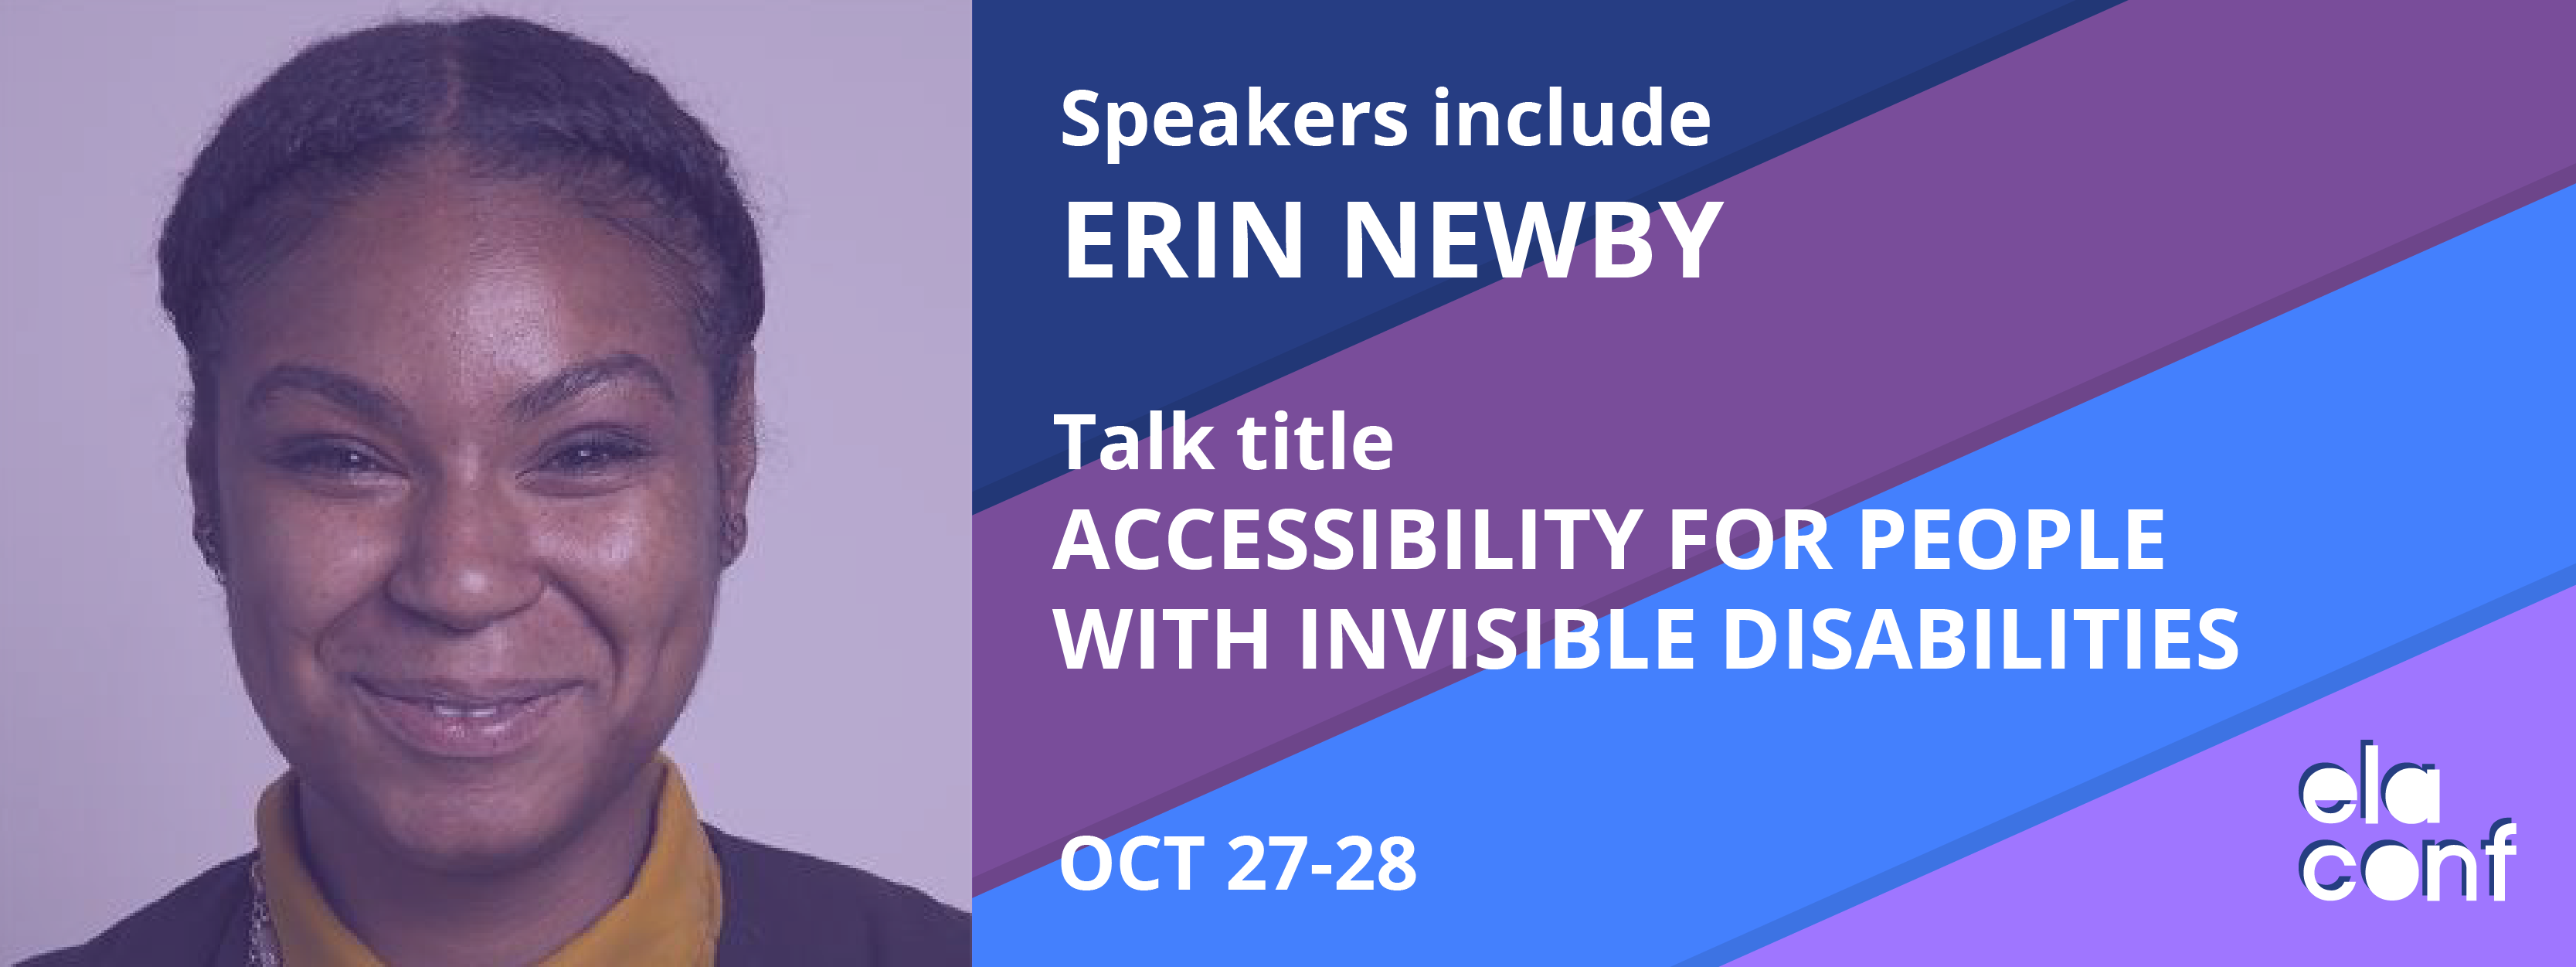 Speakers include
ERIN NEWBY
Talk title
ACCESSIBILITY FOR PEOPLE
WITH INVISIBLE DISABILITIES
OCT 27-28
ela
conf